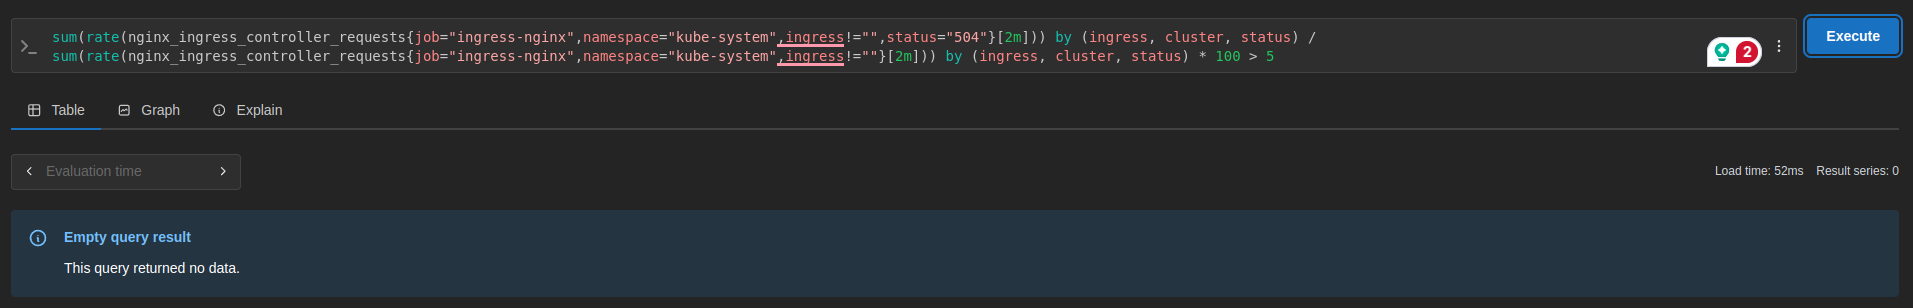 sum(rate(nginx_ingress_controller_requests{job="ingress-nginx",namespace="kube-system",ingress!="",status="504"}[2m])) by (ingress, cluster, status) /
sum(rate(nginx_ingress_controller_requests{job="ingress-nginx",namespace="kube-system",ingress!=""}[2m])) by (ingress, cluster, status) * 100 > 5
2
Execute
Table Graph Explain
Evaluation time
Load time: 52ms Result series: 0
Empty query result
This query returned no data.